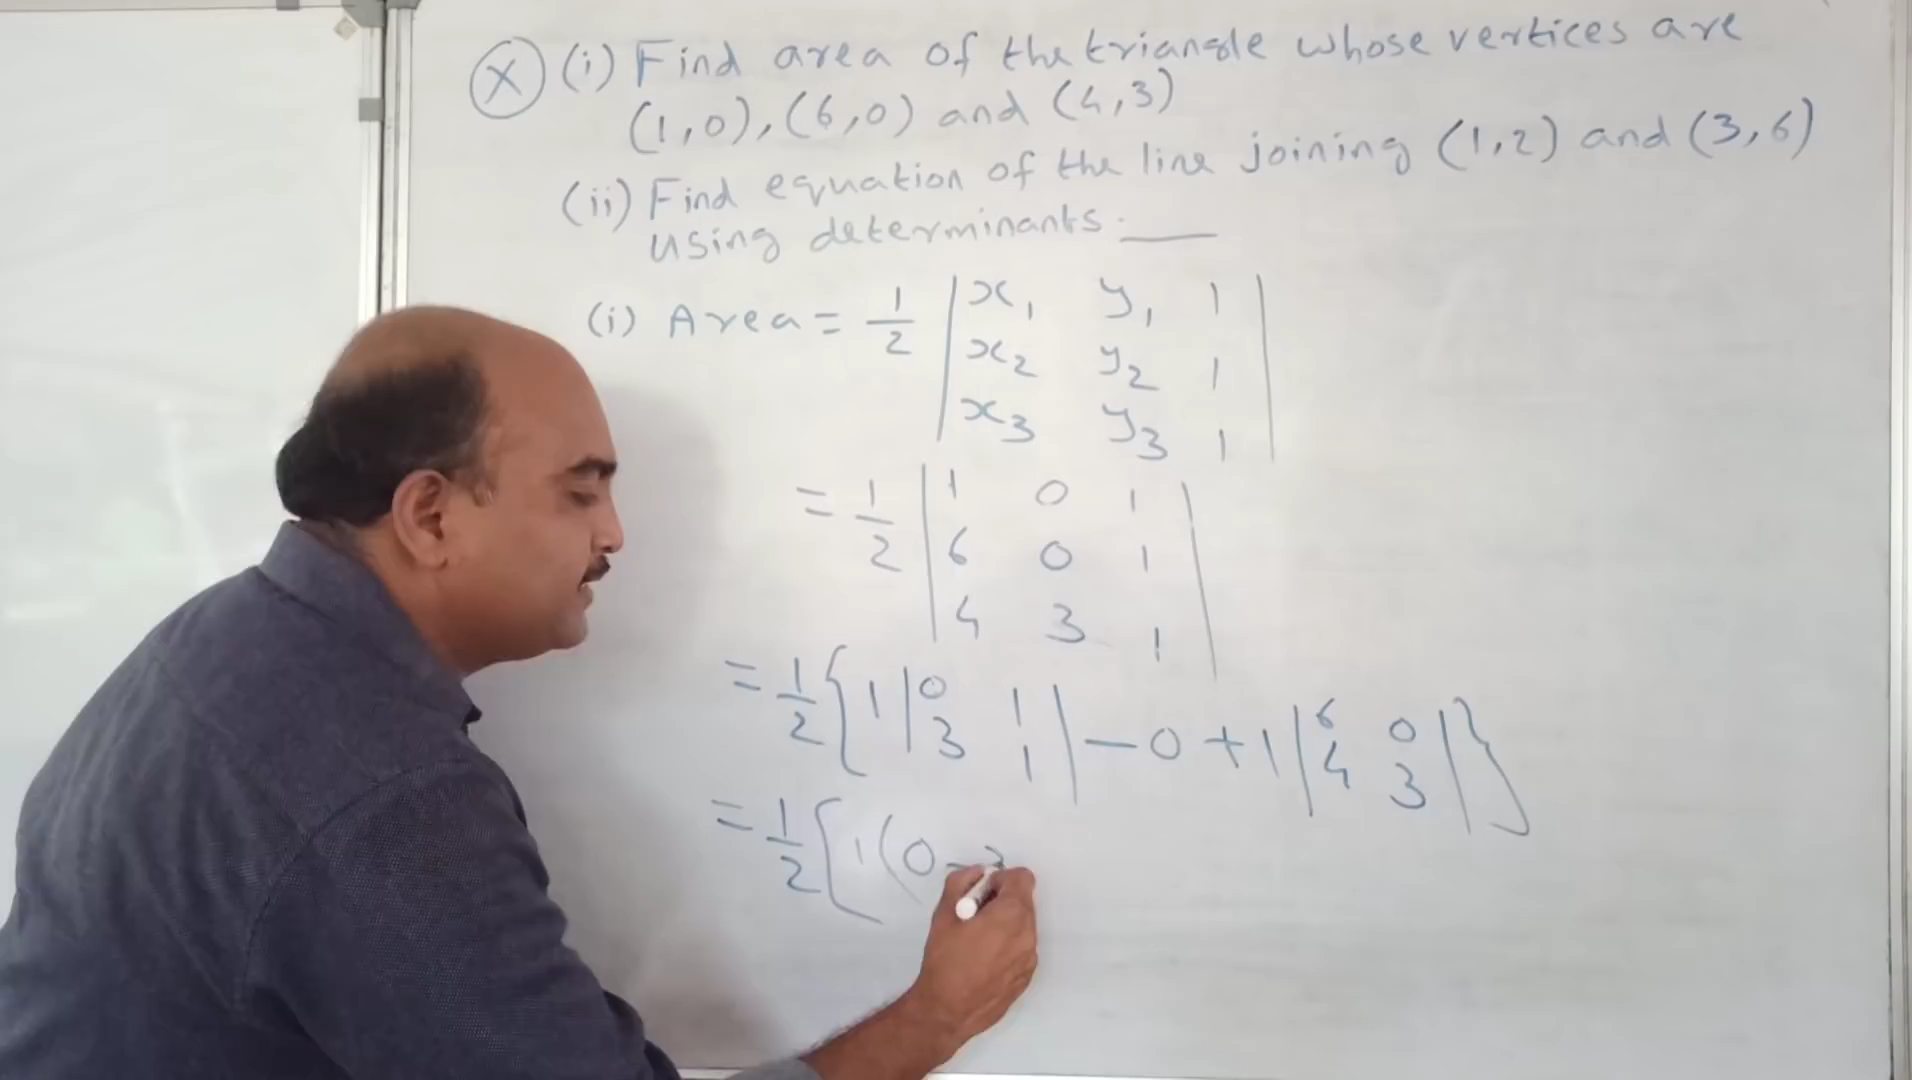 (X) (i) Find area of the triangle whose vertices are
(1,0), (6,0) and (4,3)
(ii) Find equation of the line joining (1,2) and (3,6)
using determinants.
(i) Area = 1/2 | x₁ y₁ 1 |
| x₂ y₂ 1 |
| x₃ y₃ 1 |
= 1/2 | 1 0 1 |
| 6 0 1 |
| 4 3 1 |
= 1/2 { 1 | 0 1 | - 0 + 1 | 6 0 | }
| 3 1 | | 4 3 |
= 1/2 { 1 ( 0 -